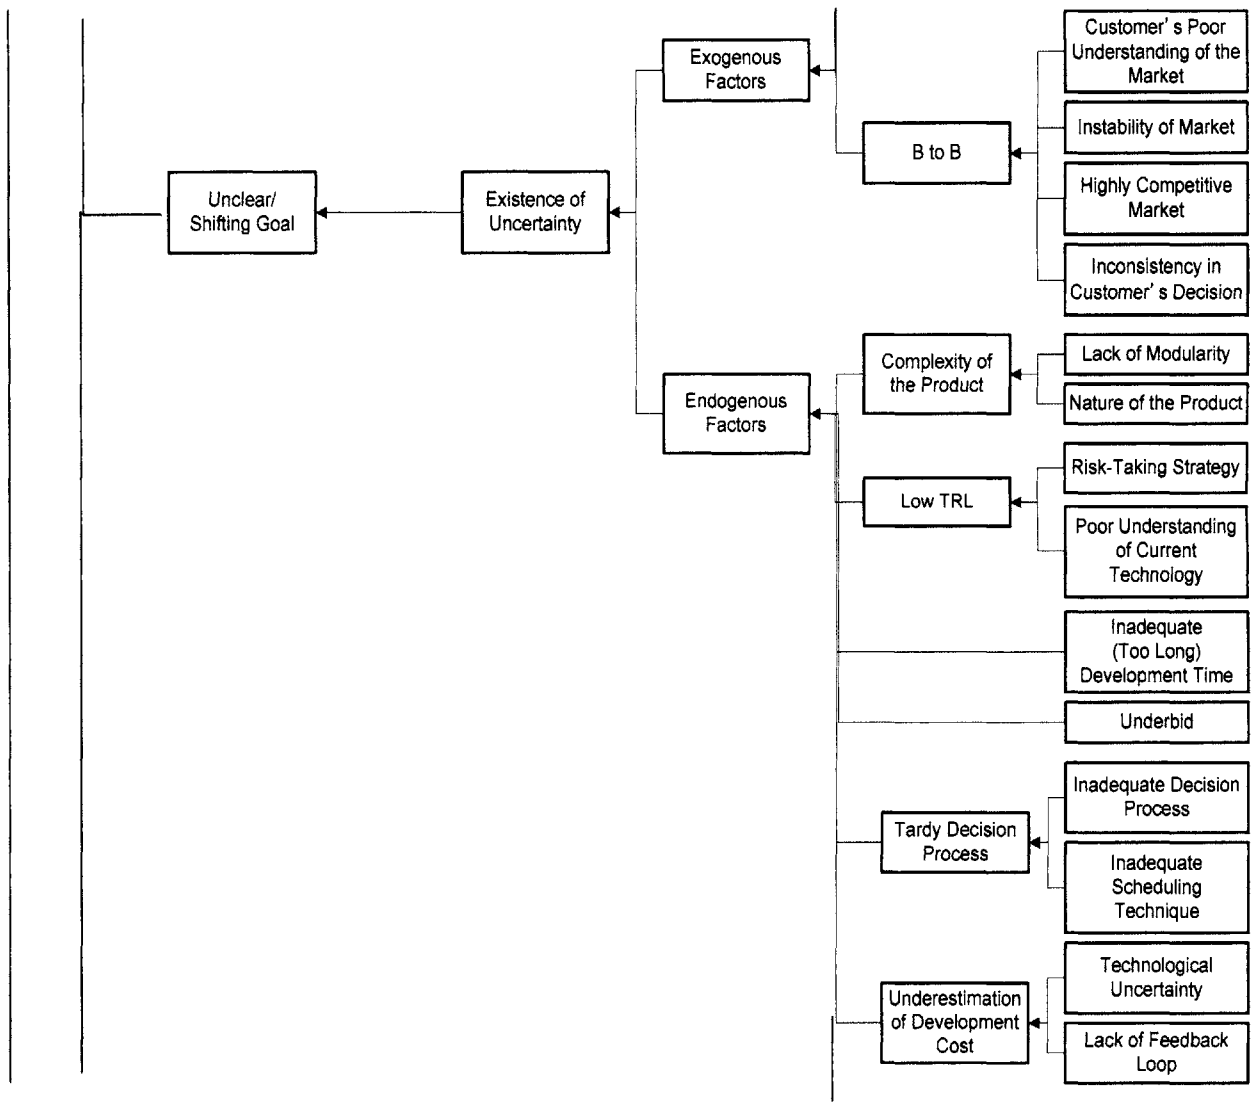 Customer's Poor
Understanding of the
Market
Exogenous
Factors
B to B
Instability of Market
Highly Competitive
Market
Unclear/
Shifting Goal
Existence of
Uncertainty
Inconsistency in
Customer's Decision
Complexity of
the Product
Lack of Modularity
Nature of the Product
Endogenous
Factors
Risk-Taking Strategy
Low TRL
Poor Understanding
of Current
Technology
Inadequate
(Too Long)
Development Time
Underbid
Inadequate Decision
Process
Tardy Decision
Process
Inadequate
Scheduling
Technique
Technological
Uncertainty
Underestimation
of Development
Cost
Lack of Feedback
Loop